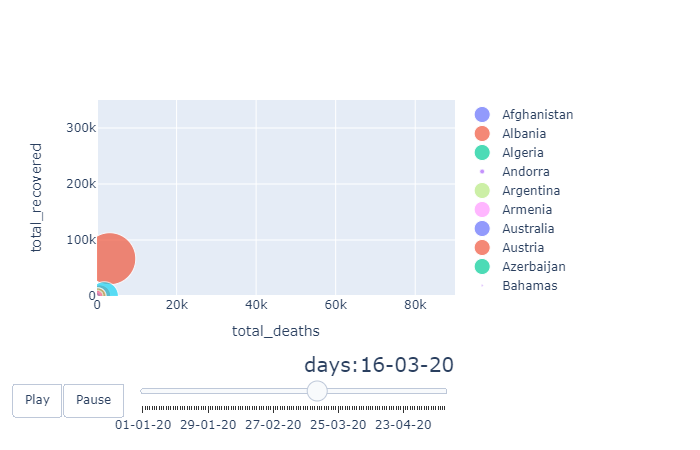 300k
200k
100k
0
0 20k 40k 60k 80k
total_recovered
total_deaths
Afghanistan
Albania
Algeria
Andorra
Argentina
Armenia
Australia
Austria
Azerbaijan
Bahamas
days:16-03-20
Play Pause
01-01-20 29-01-20 27-02-20 25-03-20 23-04-20